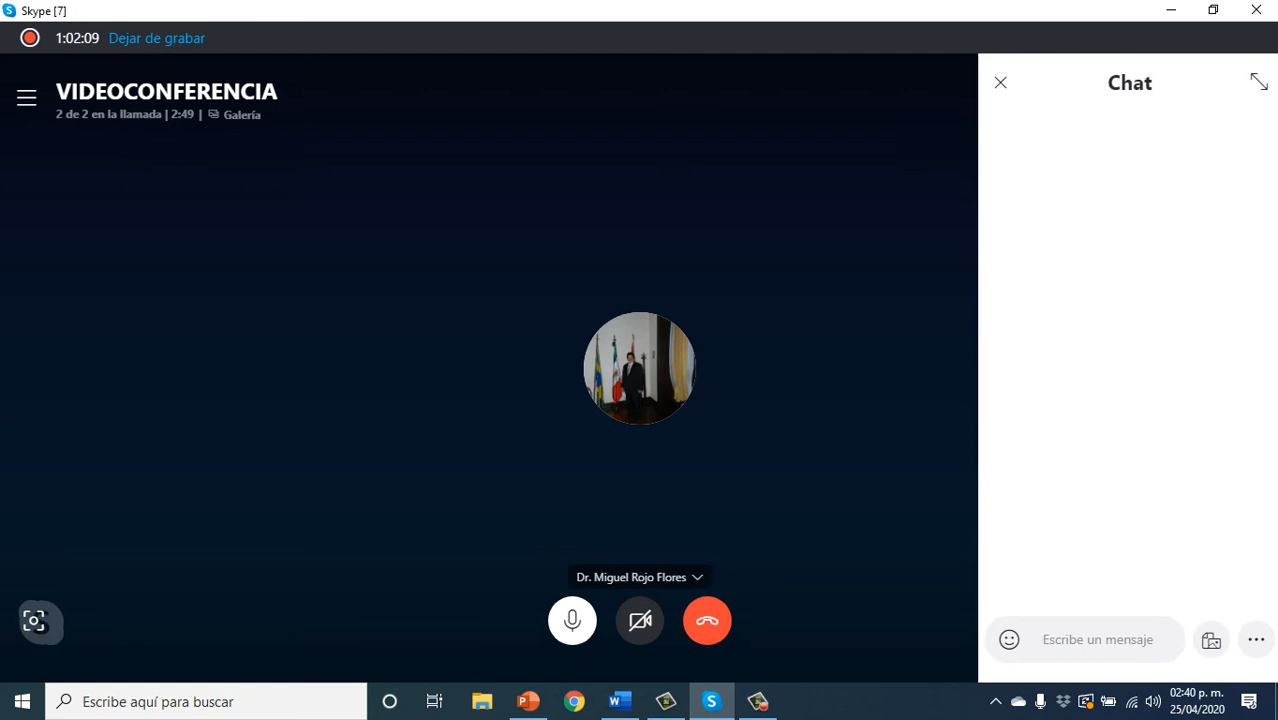 Skype [7]
1:02:09 Dejar de grabar
VIDEOCONFERENCIA
2 de 2 en la llamada | 2:49 | Galería
Chat
Dr. Miguel Rojo Flores
Escribe un mensaje
Escribe aquí para buscar
02:40 p. m.
25/04/2020